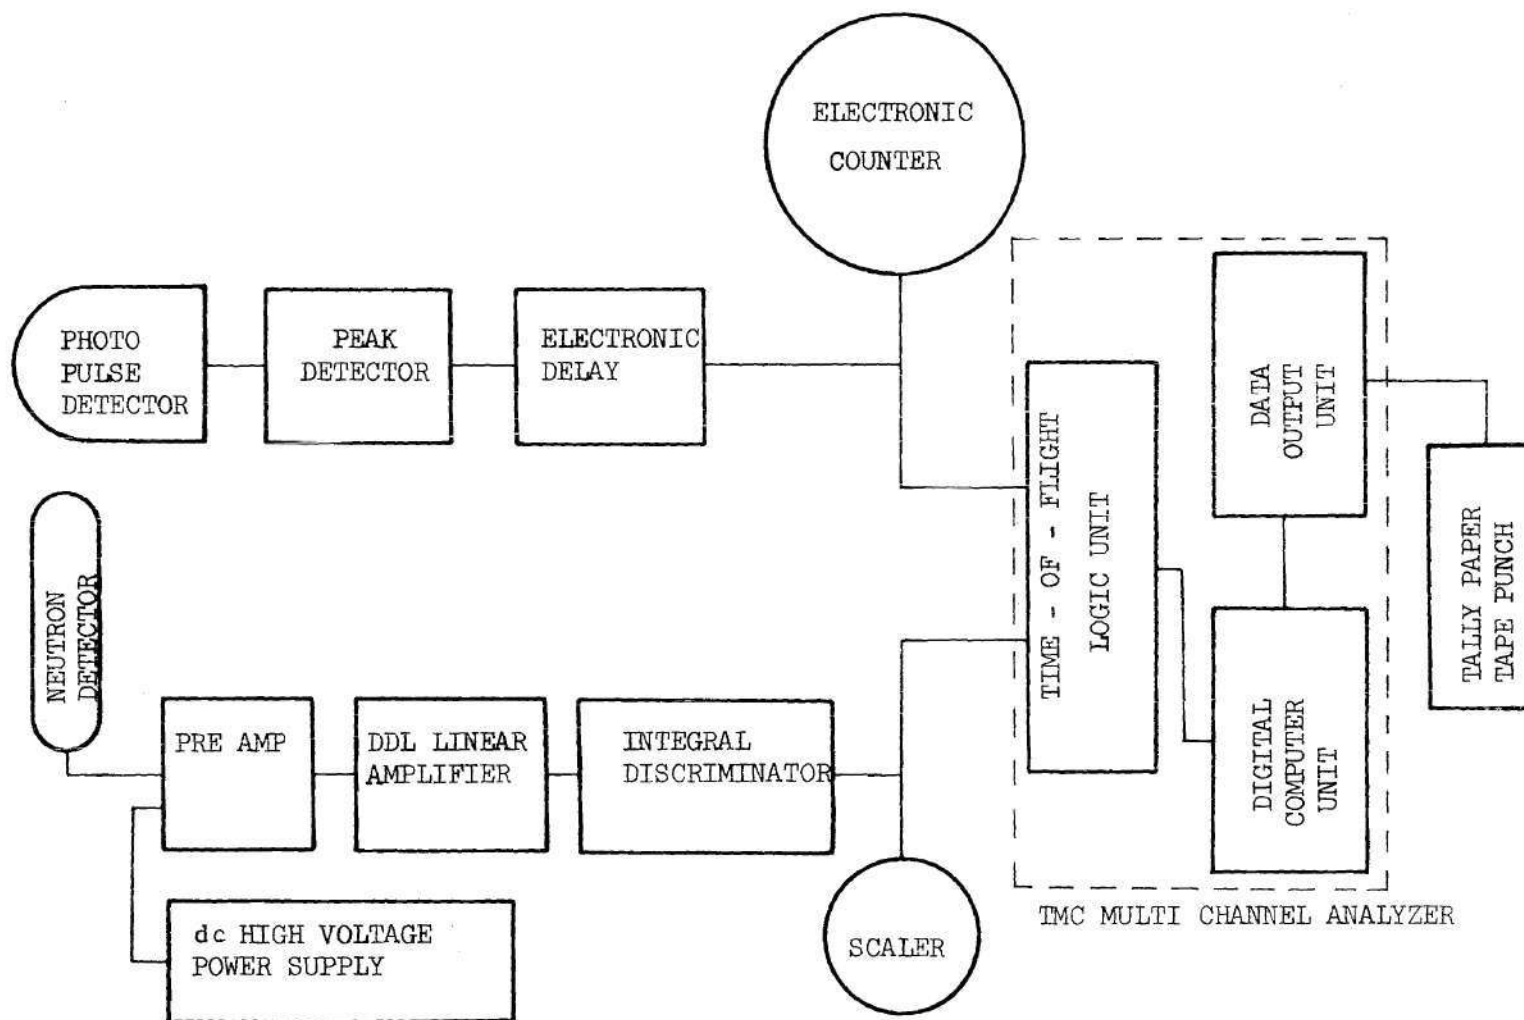 ELECTRONIC
COUNTER
PHOTO
PULSE
DETECTOR
PEAK
DETECTOR
ELECTRONIC
DELAY
TIME - OF - FLIGHT
LOGIC UNIT
DATA
OUTPUT
UNIT
TALLY PAPER
TAPE PUNCH
NEUTRON
DETECTOR
PRE AMP
DDL LINEAR
AMPLIFIER
INTEGRAL
DISCRIMINATOR
DIGITAL
COMPUTER
UNIT
TMC MULTI CHANNEL ANALYZER
SCALER
dc HIGH VOLTAGE
POWER SUPPLY